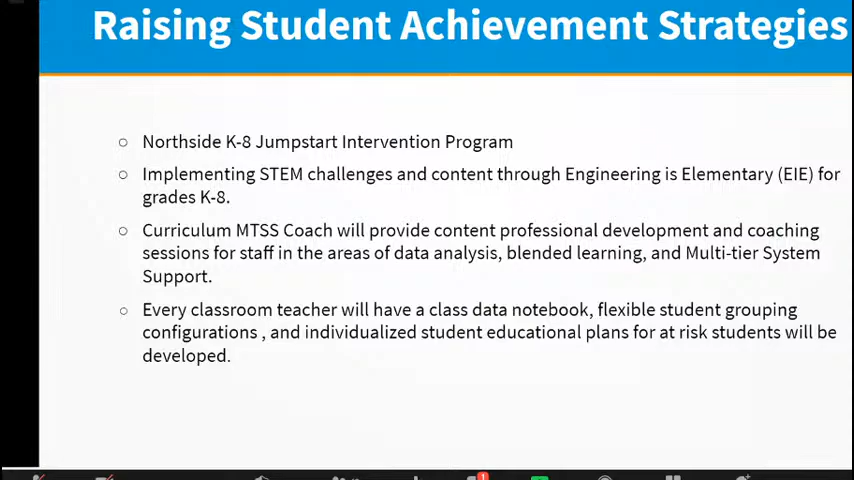 Raising Student Achievement Strategies
○ Northside K-8 Jumpstart Intervention Program
○ Implementing STEM challenges and content through Engineering is Elementary (EIE) for
grades K-8.
○ Curriculum MTSS Coach will provide content professional development and coaching
sessions for staff in the areas of data analysis, blended learning, and Multi-tier System
Support.
○ Every classroom teacher will have a class data notebook, flexible student grouping
configurations , and individualized student educational plans for at risk students will be
developed.
1